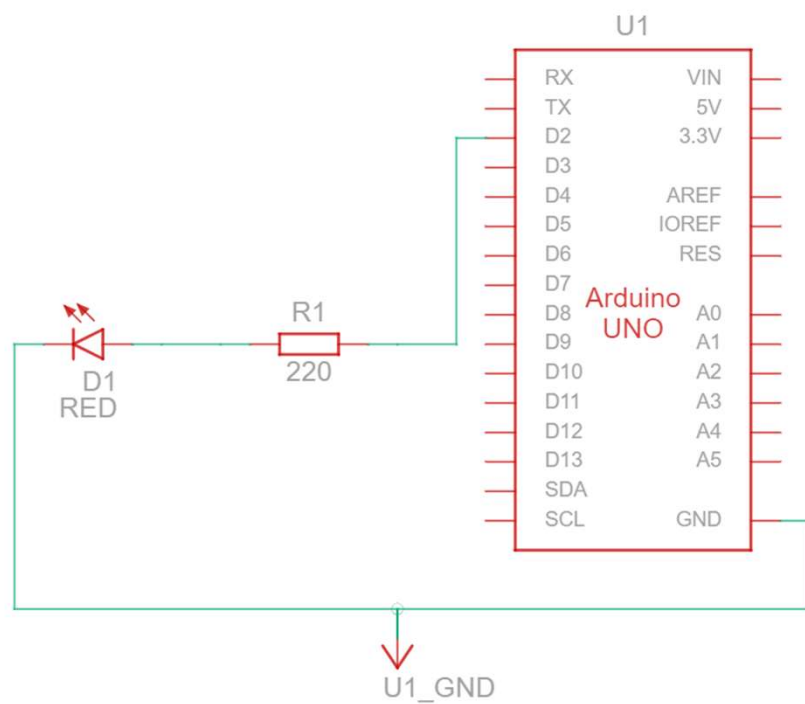 U1
RX VIN
TX 5V
D2 3.3V
D3
D4 AREF
D5 IOREF
D6 RES
D7
Arduino
UNO
D8 A0
D9 A1
D10 A2
D11 A3
D12 A4
D13 A5
SDA
SCL GND
R1
220
D1
RED
U1_GND